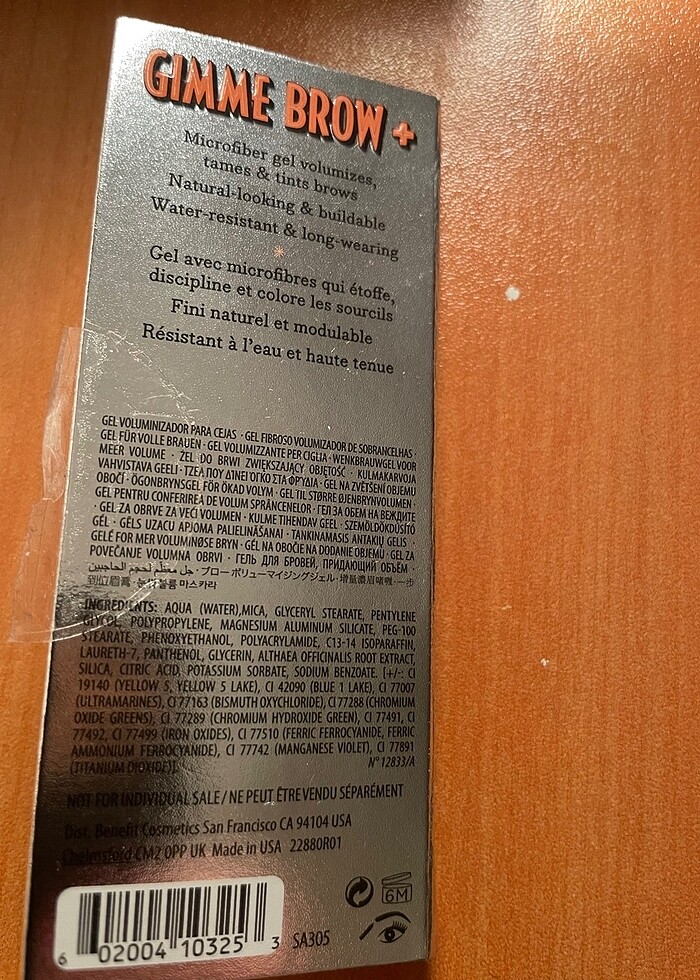 GIMME BROW +
Microfiber gel volumizes,
tames & tints brows
Natural-looking & buildable
Water-resistant & long-wearing
*
Gel avec microfibres qui étoffe,
discipline et colore les sourcils
Fini naturel et modulable
Résistant à l'eau et haute tenue
GEL VOLUMINIZADOR PARA CEJAS · GEL FIBROSO VOLUMIZADOR DE SOBRANCELHAS ·
GEL FÜR VOLLE BRAUEN · GEL VOLUMIZZANTE PER CIGLIA · WENKBRAUWGEL VOOR
MEER VOLUME · ŻEL DO BRWI ZWIĘKSZAJĄCY OBJĘTOŚĆ · KULMAKARVOJA
VAHVISTAVA GEELI · ΤΖΕΛ ΠΟΥ ΔΙΝΕΙ ΟΓΚΟ ΣΤΑ ΦΡΥΔΙΑ · GEL NA ZVĚTŠENÍ OBJEMU
OBOČÍ · ÖGONBRYNSGEL FÖR ÖKAD VOLYM · GEL TIL STØRRE ØJENBRYNVOLUMEN ·
GEL PENTRU CONFERIREA DE VOLUM SPRÂNCENELOR · ГЕЛ ЗА ОБЕМ НА ВЕЖДИТЕ
· GEL ZA OBRVE ZA VEĆI VOLUMEN · KULME TIHENDAV GEEL · SZEMÖLDÖKDÚSÍTÓ
GÉL · GĒLS UZACU APJOMA PALIELINĀŠANAI · TANKINAMASIS ANTAKIŲ GELIS ·
GELÉ FOR MER VOLUMINØSE BRYN · GÉL NA OBOČIE NA DODANIE OBJEMU · GEL ZA
POVEČANJE VOLUMNA OBRVI · ГЕЛЬ ДЛЯ БРОВЕЙ, ПРИДАЮЩИЙ ОБЪЕМ ·
جل معظّم لحجم الحاجبين · ブローボリューマイジングジェル · 增量濃眉啫喱 · 一步
到位眉膏 · 눈썹 볼륨 마스카라
INGREDIENTS: AQUA (WATER),MICA, GLYCERYL STEARATE, PENTYLENE
GLYCOL, POLYPROPYLENE, MAGNESIUM ALUMINUM SILICATE, PEG-100
STEARATE, PHENOXYETHANOL, POLYACRYLAMIDE, C13-14 ISOPARAFFIN,
LAURETH-7, PANTHENOL, GLYCERIN, ALTHAEA OFFICINALIS ROOT EXTRACT,
SILICA, CITRIC ACID, POTASSIUM SORBATE, SODIUM BENZOATE. [+/-: CI
19140 (YELLOW 5, YELLOW 5 LAKE), CI 42090 (BLUE 1 LAKE), CI 77007
(ULTRAMARINES), CI 77163 (BISMUTH OXYCHLORIDE), CI 77288 (CHROMIUM
OXIDE GREENS), CI 77289 (CHROMIUM HYDROXIDE GREEN), CI 77491, CI
77492, CI 77499 (IRON OXIDES), CI 77510 (FERRIC FERROCYANIDE, FERRIC
AMMONIUM FERROCYANIDE), CI 77742 (MANGANESE VIOLET), CI 77891
(TITANIUM DIOXIDE)]. N° 12833/A
NOT FOR INDIVIDUAL SALE / NE PEUT ÊTRE VENDU SÉPARÉMENT
Dist. Benefit Cosmetics San Francisco CA 94104 USA
Chelmsford CM2 0PP UK Made in USA 22880R01
6M
6 02004 10325 3 SA305